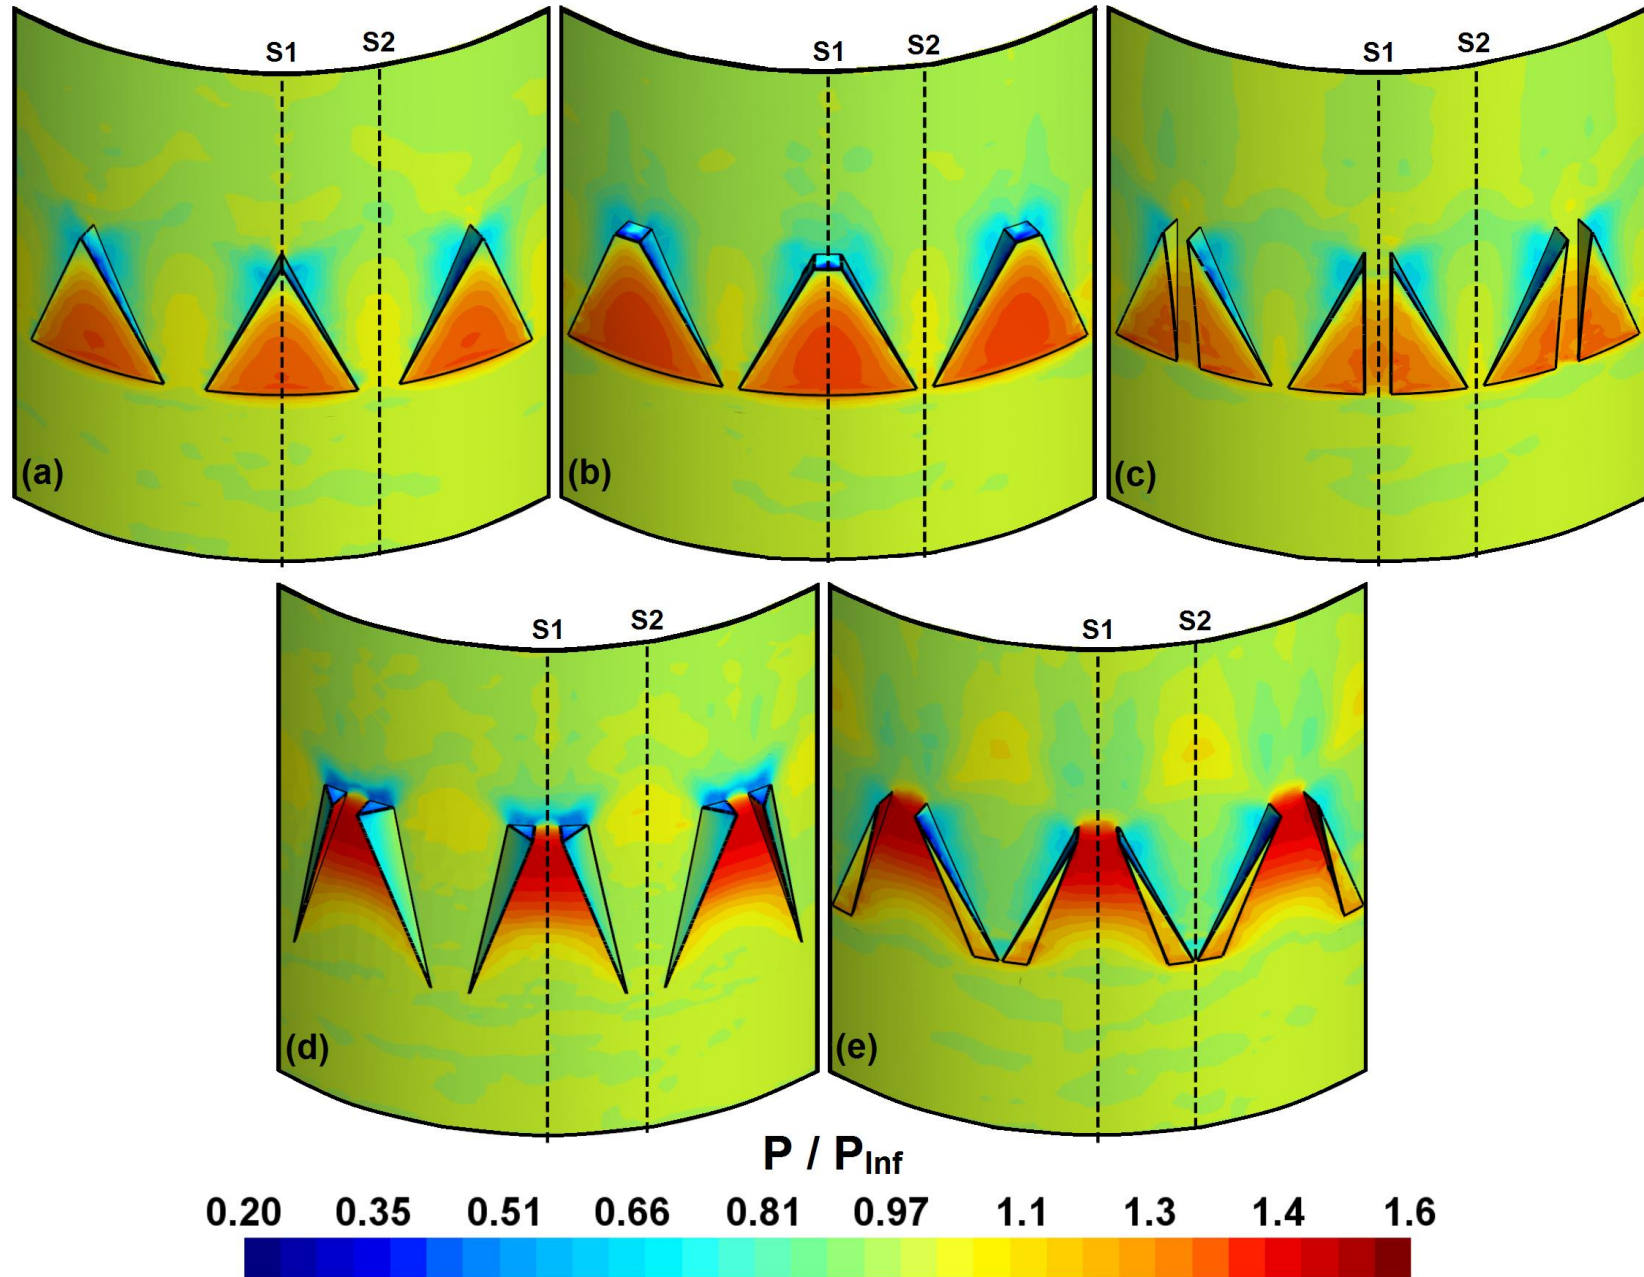 S1 S2 S1 S2 S1 S2
(a) (b) (c)
S1 S2 S1 S2
(d) (e)
P / PInf
0.20 0.35 0.51 0.66 0.81 0.97 1.1 1.3 1.4 1.6